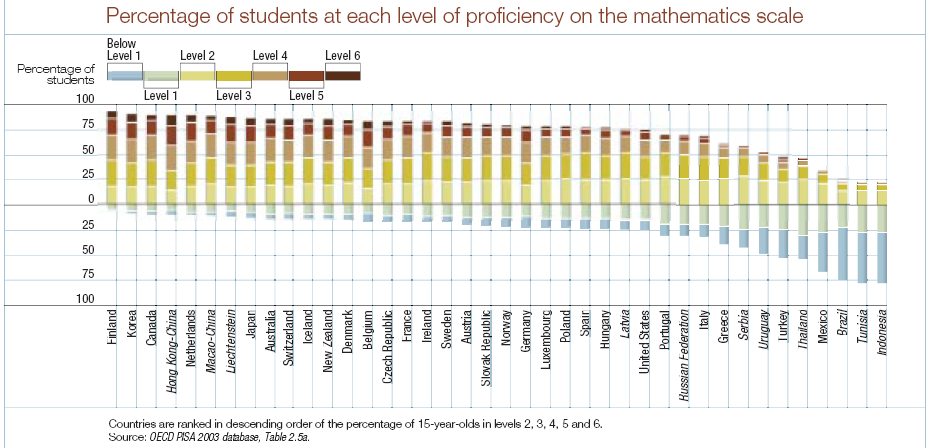 Percentage of students at each level of proficiency on the mathematics scale
Below
Level 1 Level 2 Level 4 Level 6
Percentage of
students
Level 1 Level 3 Level 5
100
75
50
25
0
25
50
75
100
Finland
Korea
Canada
Hong Kong-China
Netherlands
Macao-China
Liechtenstein
Japan
Australia
Switzerland
Iceland
New Zealand
Denmark
Belgium
Czech Republic
France
Ireland
Sweden
Austria
Slovak Republic
Norway
Germany
Luxembourg
Poland
Spain
Hungary
Latvia
United States
Portugal
Russian Federation
Italy
Greece
Serbia
Uruguay
Turkey
Thailand
Mexico
Brazil
Tunisia
Indonesia
Countries are ranked in descending order of the percentage of 15-year-olds in levels 2, 3, 4, 5 and 6.
Source: OECD PISA 2003 database, Table 2.5a.